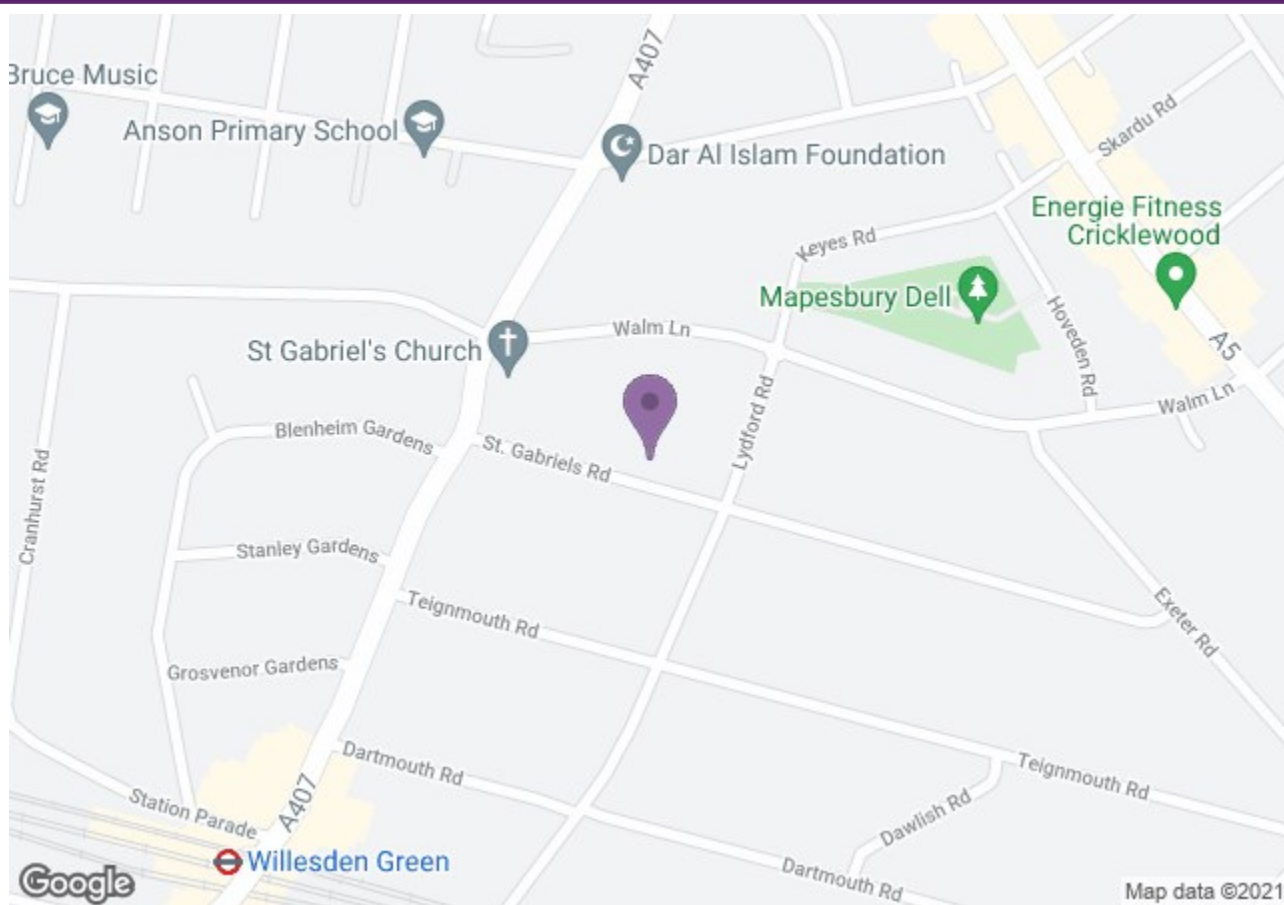 A407
Bruce Music
Anson Primary School
Dar Al Islam Foundation
Skardu Rd
Energie Fitness
Cricklewood
Keyes Rd
Mapesbury Dell
Hoveden Rd
A5
Walm Ln
St Gabriel's Church
Walm Ln
Lydford Rd
Blenheim Gardens
St. Gabriels Rd
Cranhurst Rd
Stanley Gardens
Teignmouth Rd
Exeter Rd
Grosvenor Gardens
Dartmouth Rd
Teignmouth Rd
A407
Station Parade
Dawlish Rd
Willesden Green
Dartmouth Rd
Google
Map data ©2021